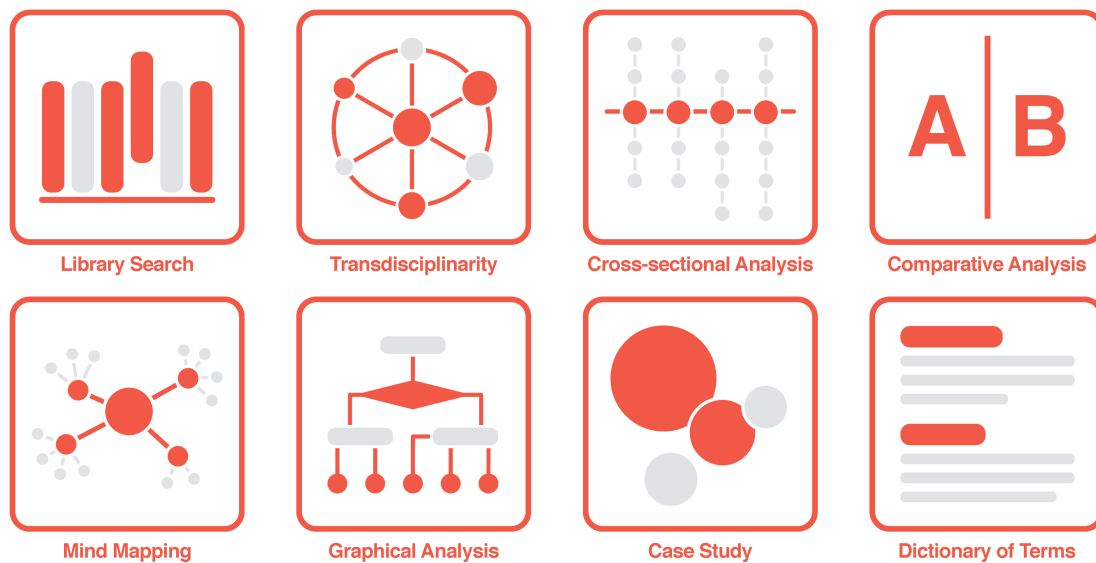 A B
Library Search
Transdisciplinarity
Cross-sectional Analysis
Comparative Analysis
Mind Mapping
Graphical Analysis
Case Study
Dictionary of Terms